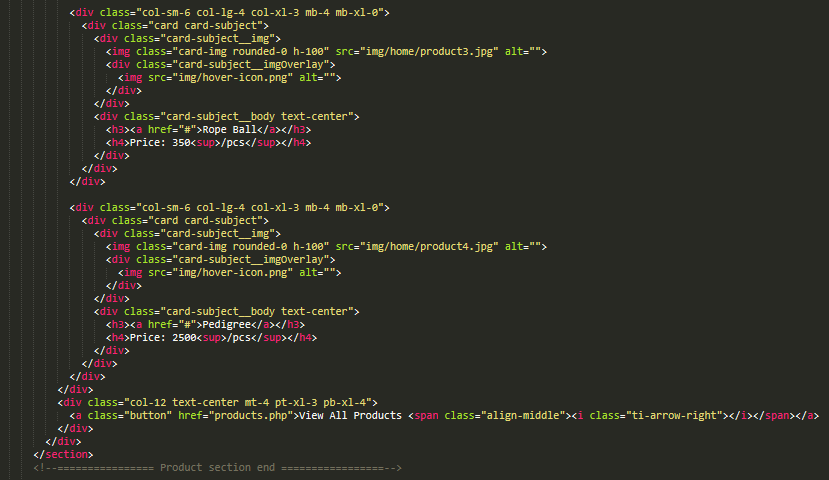 <div class="col-sm-6 col-lg-4 col-xl-3 mb-4 mb-xl-0">
<div class="card card-subject">
<div class="card-subject__img">
<img class="card-img rounded-0 h-100" src="img/home/product3.jpg" alt="">
<div class="card-subject__imgOverlay">
<img src="img/hover-icon.png" alt="">
</div>
</div>
<div class="card-subject__body text-center">
<h3><a href="#">Rope Ball</a></h3>
<h4>Price: 350<sup>/pcs</sup></h4>
</div>
</div>
</div>
<div class="col-sm-6 col-lg-4 col-xl-3 mb-4 mb-xl-0">
<div class="card card-subject">
<div class="card-subject__img">
<img class="card-img rounded-0 h-100" src="img/home/product4.jpg" alt="">
<div class="card-subject__imgOverlay">
<img src="img/hover-icon.png" alt="">
</div>
</div>
<div class="card-subject__body text-center">
<h3><a href="#">Pedigree</a></h3>
<h4>Price: 2500<sup>/pcs</sup></h4>
</div>
</div>
</div>
</div>
<div class="col-12 text-center mt-4 pt-xl-3 pb-xl-4">
<a class="button" href="products.php">View All Products <span class="align-middle"><i class="ti-arrow-right"></i></span></a>
</div>
</div>
</section>
<!--================ Product section end =================-->